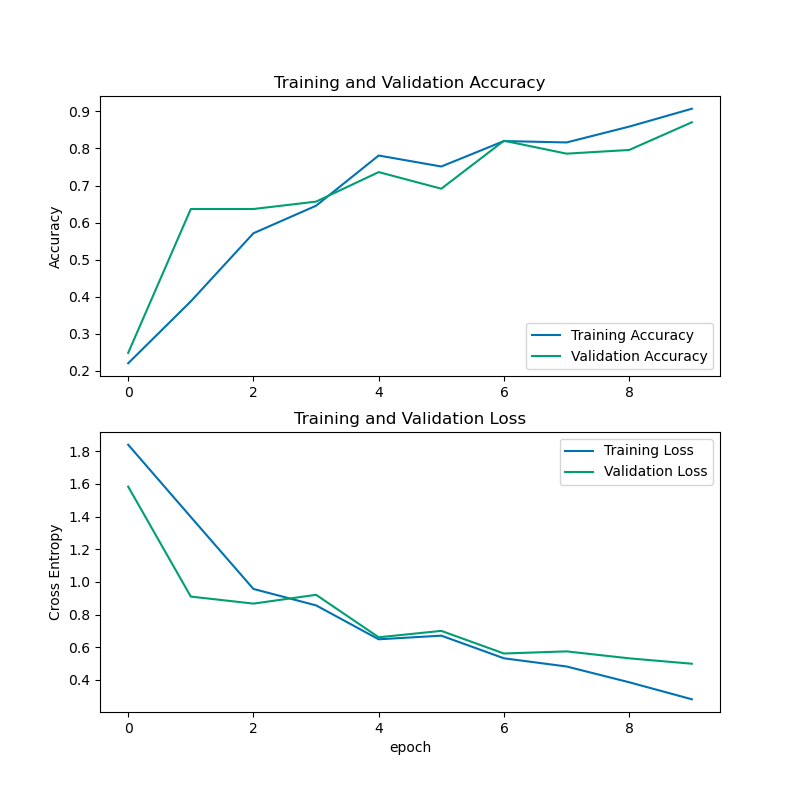 Training and Validation Accuracy
0.9
0.8
0.7
0.6
0.5
0.4
0.3
0.2
Accuracy
Training Accuracy
Validation Accuracy
0 2 4 6 8
Training and Validation Loss
1.8
1.6
1.4
1.2
1.0
0.8
0.6
0.4
Cross Entropy
Training Loss
Validation Loss
0 2 4 6 8
epoch